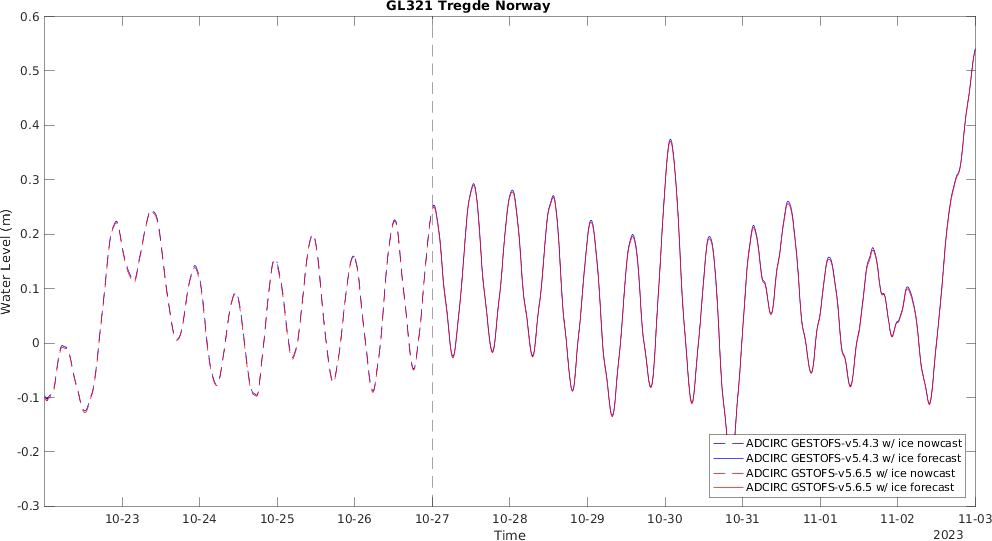 GL321 Tregde Norway
0.6
0.5
0.4
0.3
0.2
0.1
0
-0.1
-0.2
-0.3
Water Level (m)
ADCIRC GESTOFS-v5.4.3 w/ ice nowcast
ADCIRC GESTOFS-v5.4.3 w/ ice forecast
ADCIRC GSTOFS-v5.6.5 w/ ice nowcast
ADCIRC GSTOFS-v5.6.5 w/ ice forecast
10-23 10-24 10-25 10-26 10-27 10-28 10-29 10-30 10-31 11-01 11-02 11-03
Time
2023